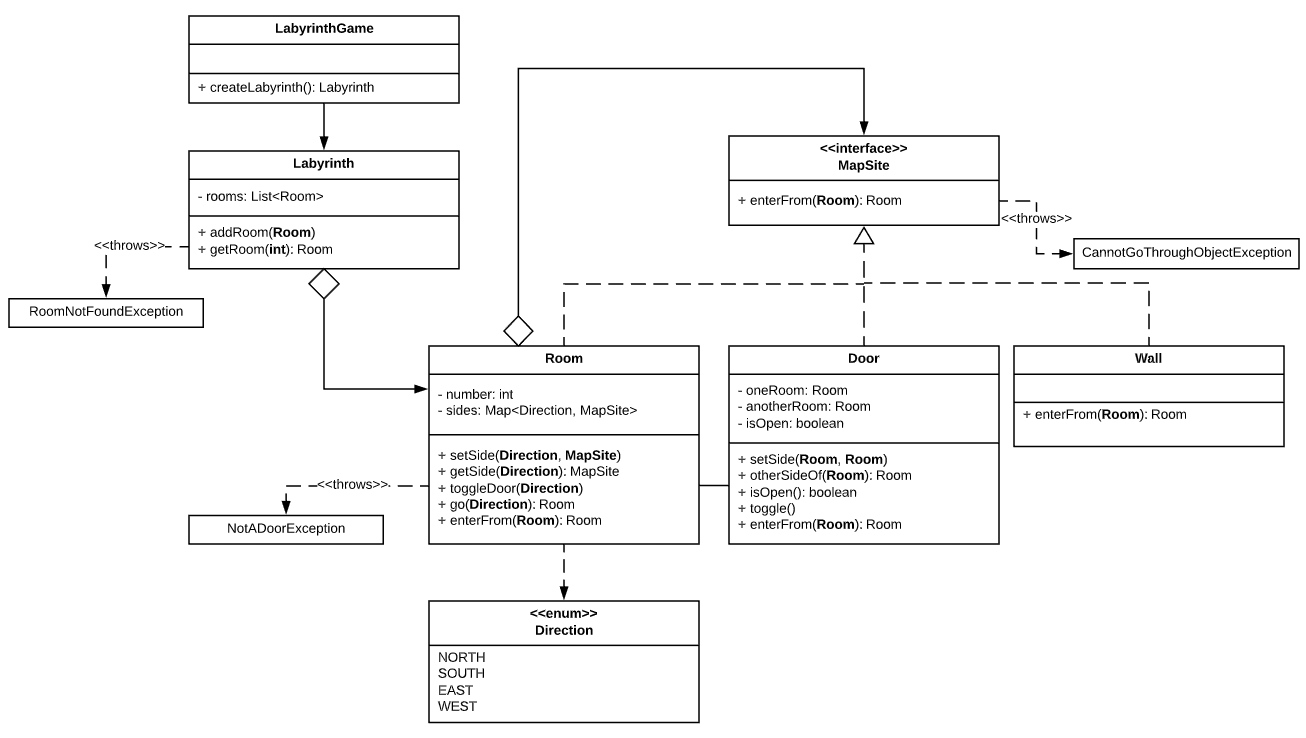 LabyrinthGame
+ createLabyrinth(): Labyrinth
Labyrinth
- rooms: List<Room>
+ addRoom(Room)
+ getRoom(int): Room
<<throws>>
RoomNotFoundException
<<interface>>
MapSite
+ enterFrom(Room): Room
<<throws>>
CannotGoThroughObjectException
Room
- number: int
- sides: Map<Direction, MapSite>
+ setSide(Direction, MapSite)
+ getSide(Direction): MapSite
+ toggleDoor(Direction)
+ go(Direction): Room
+ enterFrom(Room): Room
<<throws>>
NotADoorException
Door
- oneRoom: Room
- anotherRoom: Room
- isOpen: boolean
+ setSide(Room, Room)
+ otherSideOf(Room): Room
+ isOpen(): boolean
+ toggle()
+ enterFrom(Room): Room
Wall
+ enterFrom(Room): Room
<<enum>>
Direction
NORTH
SOUTH
EAST
WEST